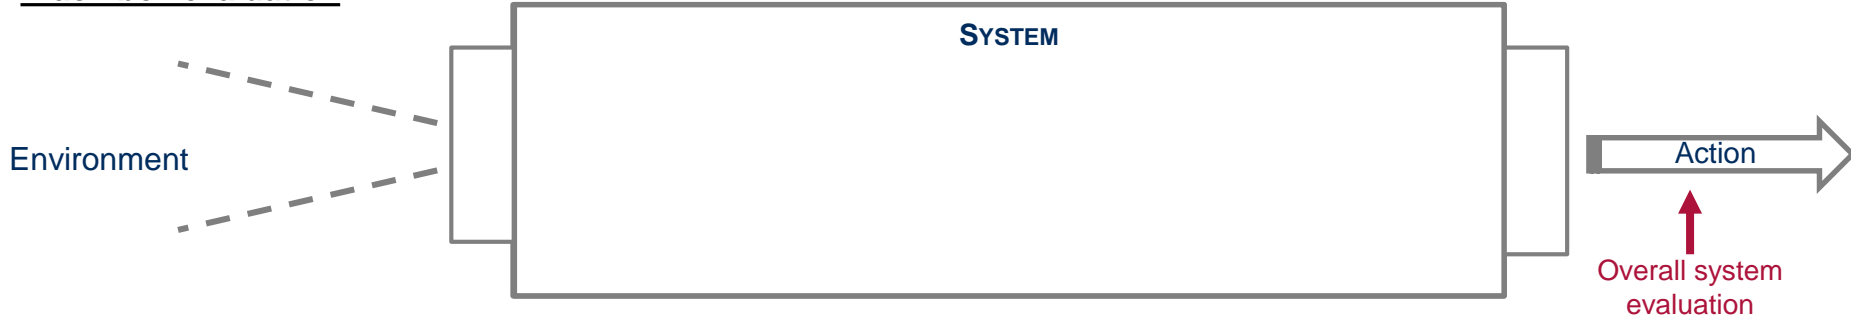 SYSTEM
Environment
Action
Overall system
evaluation